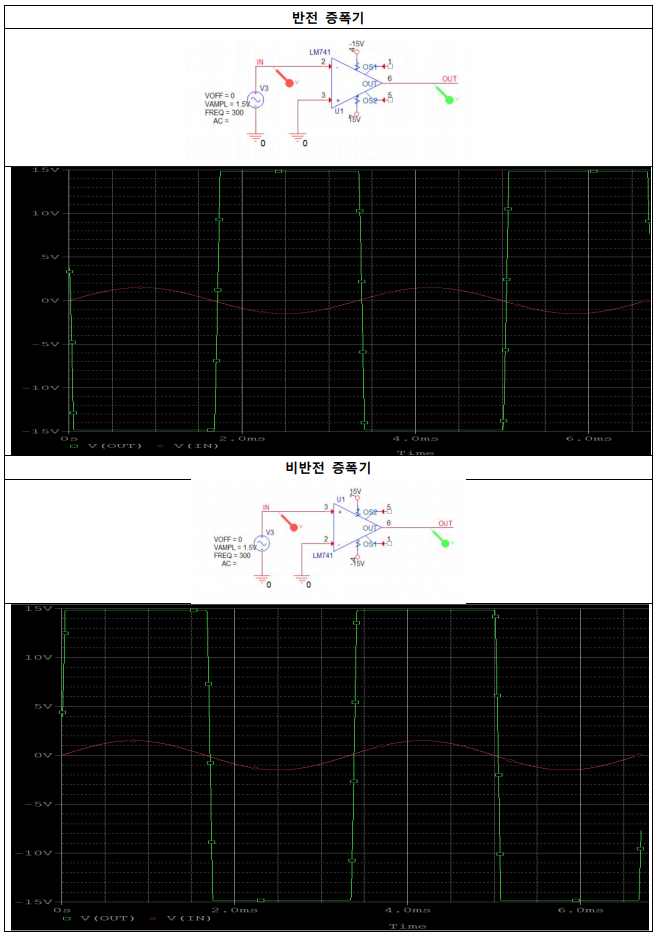 반전 증폭기
-15V
LM741
4
IN
2
-
OS1
1
V3
VOFF = 0
VAMPL = 1.5V
FREQ = 300
AC =
6
OUT
OUT
3
+
OS2
5
U1
7
15V
0
0
15V
10V
0V
-5V
-10V
-15V
0s
2.0ms
4.0ms
6.0ms
V(OUT)
V(IN)
Time
비반전 증폭기
U1
7
15V
IN
3
+
OS2
5
V3
VOFF = 0
VAMPL = 1.5V
FREQ = 300
AC =
6
OUT
OUT
2
-
OS1
1
LM741
4
-15V
0
0
15V
10V
0V
-5V
-10V
-15V
0s
2.0ms
4.0ms
6.0ms
V(OUT)
V(IN)
Time